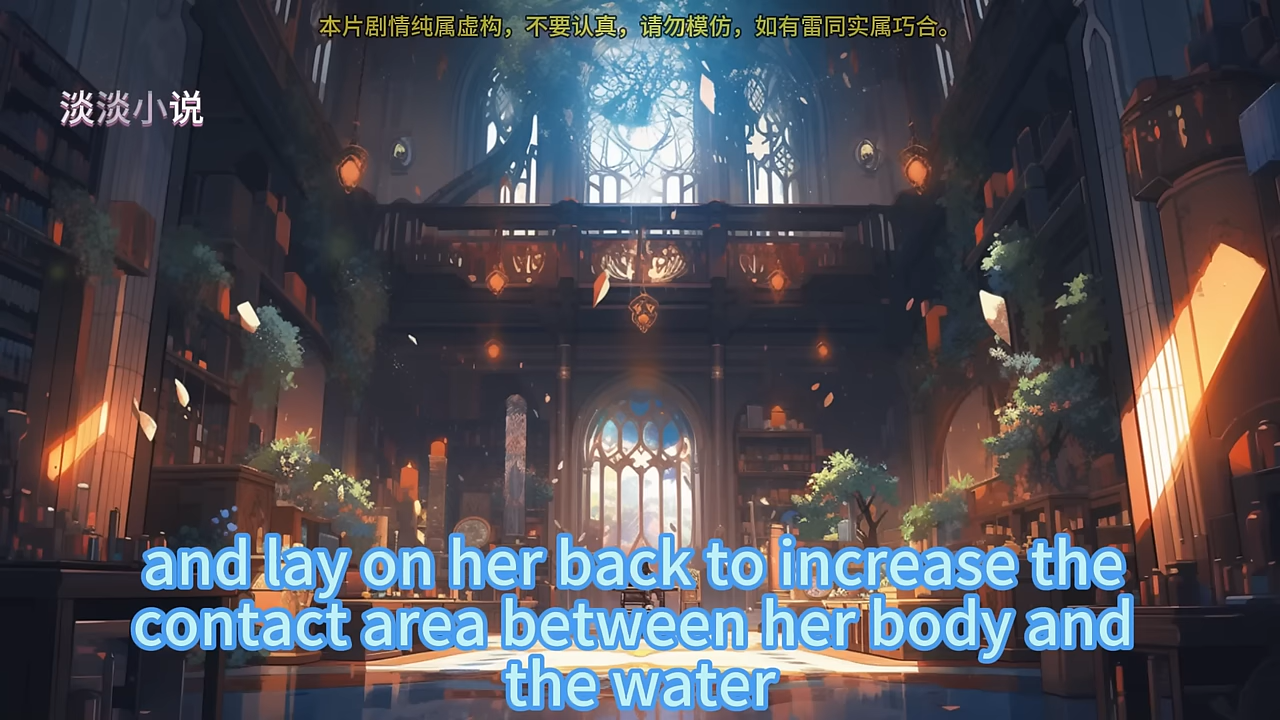 本片剧情纯属虚构，不要认真，请勿模仿，如有雷同实属巧合。
淡淡小说
and lay on her back to increase the
contact area between her body and
the water